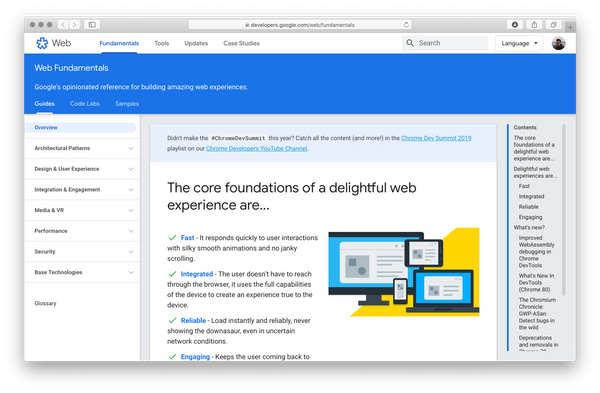 developers.google.com/web/fundamentals
Web
Fundamentals
Tools
Updates
Case Studies
Search
Language
Web Fundamentals
Google's opinionated reference for building amazing web experiences.
Guides
Code Labs
Samples
Overview
Architectural Patterns
Design & User Experience
Integration & Engagement
Media & VR
Performance
Security
Base Technologies
Glossary
Didn't make the #ChromeDevSummit this year? Catch all the content (and more!) in the Chrome Dev Summit 2019
playlist on our Chrome Developers YouTube Channel.
The core foundations of a delightful web
experience are...
Fast - It responds quickly to user interactions
with silky smooth animations and no janky
scrolling.
Integrated - The user doesn't have to reach
through the browser, it uses the full capabilities
of the device to create an experience true to the
device.
Reliable - Load instantly and reliably, never
showing the downasaur, even in uncertain
network conditions.
Engaging - Keeps the user coming back to
Contents
The core
foundations of a
delightful web
experience are...
Delightful web
experiences are...
Fast
Integrated
Reliable
Engaging
What's new?
Improved
WebAssembly
debugging in
Chrome
DevTools
What's New In
DevTools
(Chrome 80)
The Chromium
Chronicle:
GWP-ASan:
Detect bugs in
the wild
Deprecations
and removals in